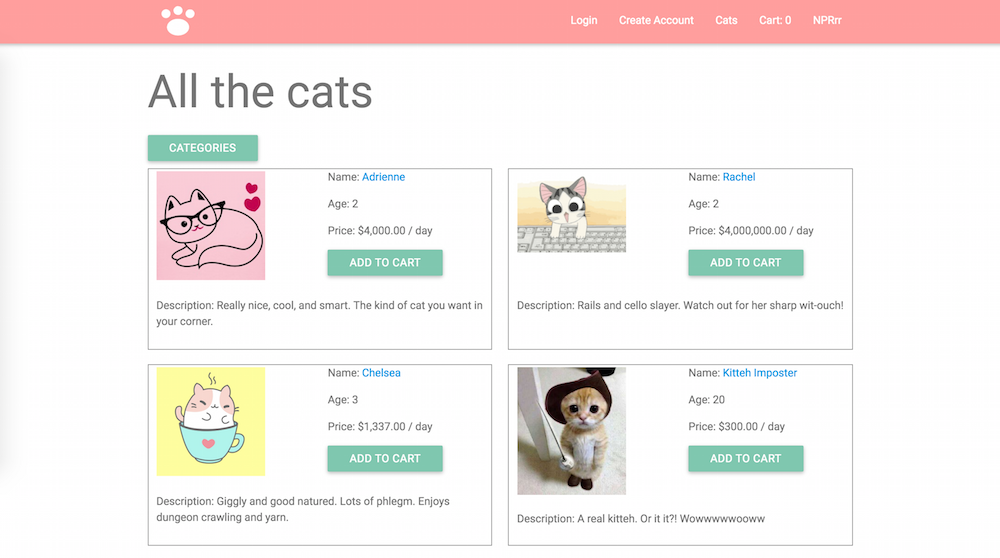 Login Create Account Cats Cart: 0 NPRrr
All the cats
CATEGORIES
Name: Adrienne
Age: 2
Price: $4,000.00 / day
ADD TO CART
Description: Really nice, cool, and smart. The kind of cat you want in
your corner.
Name: Rachel
Age: 2
Price: $4,000,000.00 / day
ADD TO CART
Description: Rails and cello slayer. Watch out for her sharp wit-ouch!
Name: Chelsea
Age: 3
Price: $1,337.00 / day
ADD TO CART
Description: Giggly and good natured. Lots of phlegm. Enjoys
dungeon crawling and yarn.
Name: Kitteh Imposter
Age: 20
Price: $300.00 / day
ADD TO CART
Description: A real kitteh. Or it it?! Wowwwwwooww